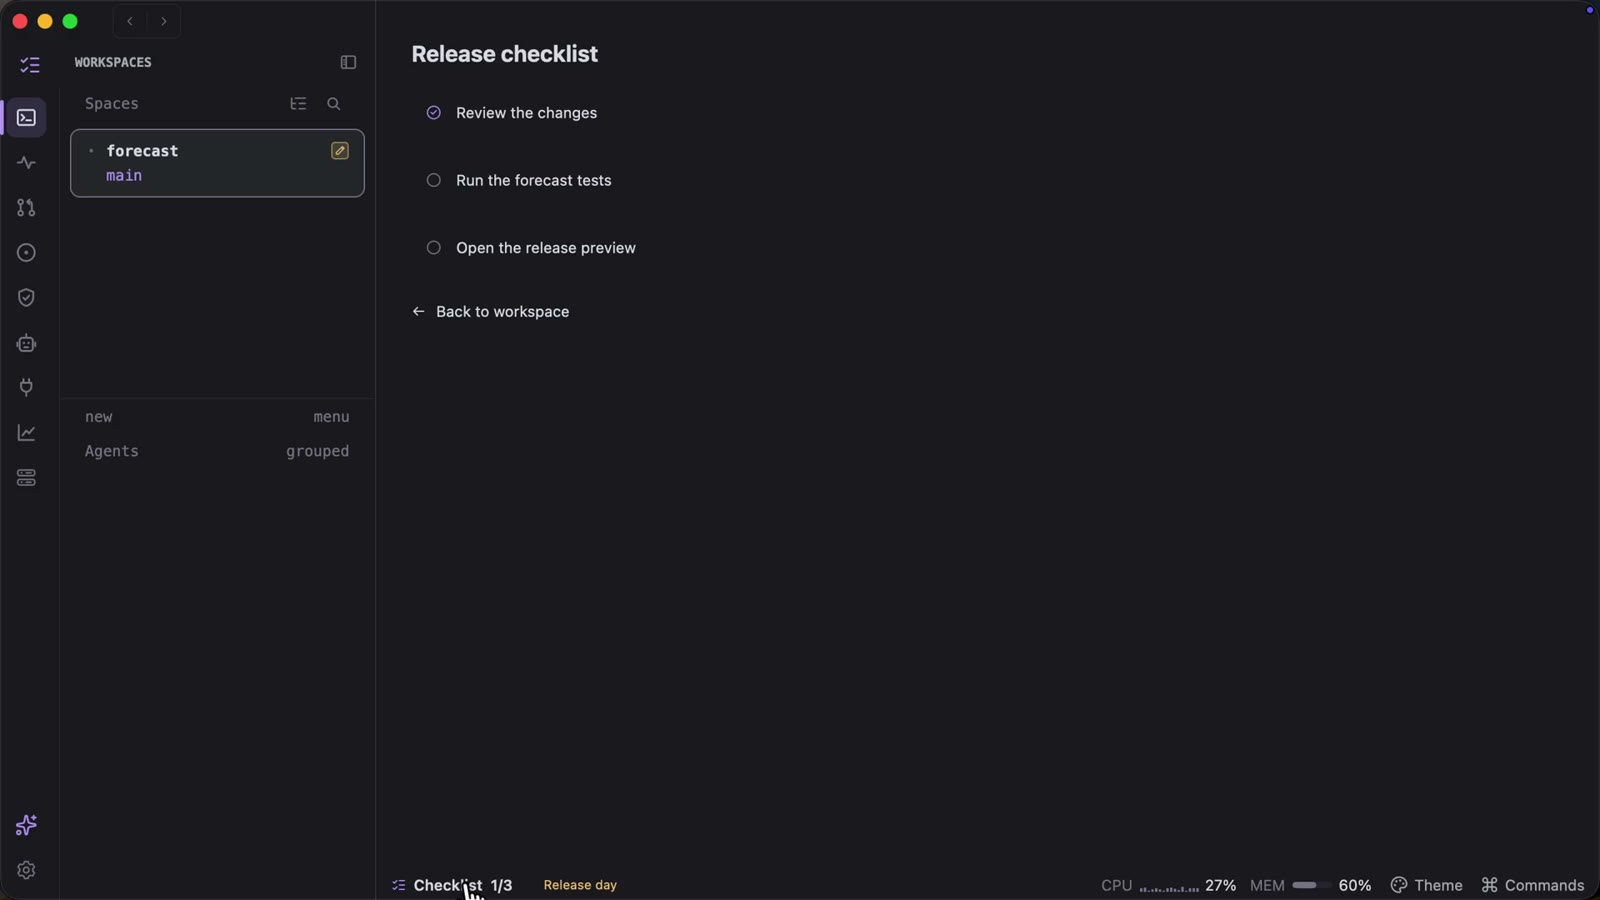 WORKSPACES
Spaces
forecast
main
new menu
Agents grouped
Release checklist
Review the changes
Run the forecast tests
Open the release preview
← Back to workspace
Checklist 1/3 Release day
CPU 27% MEM 60% Theme ⌘ Commands